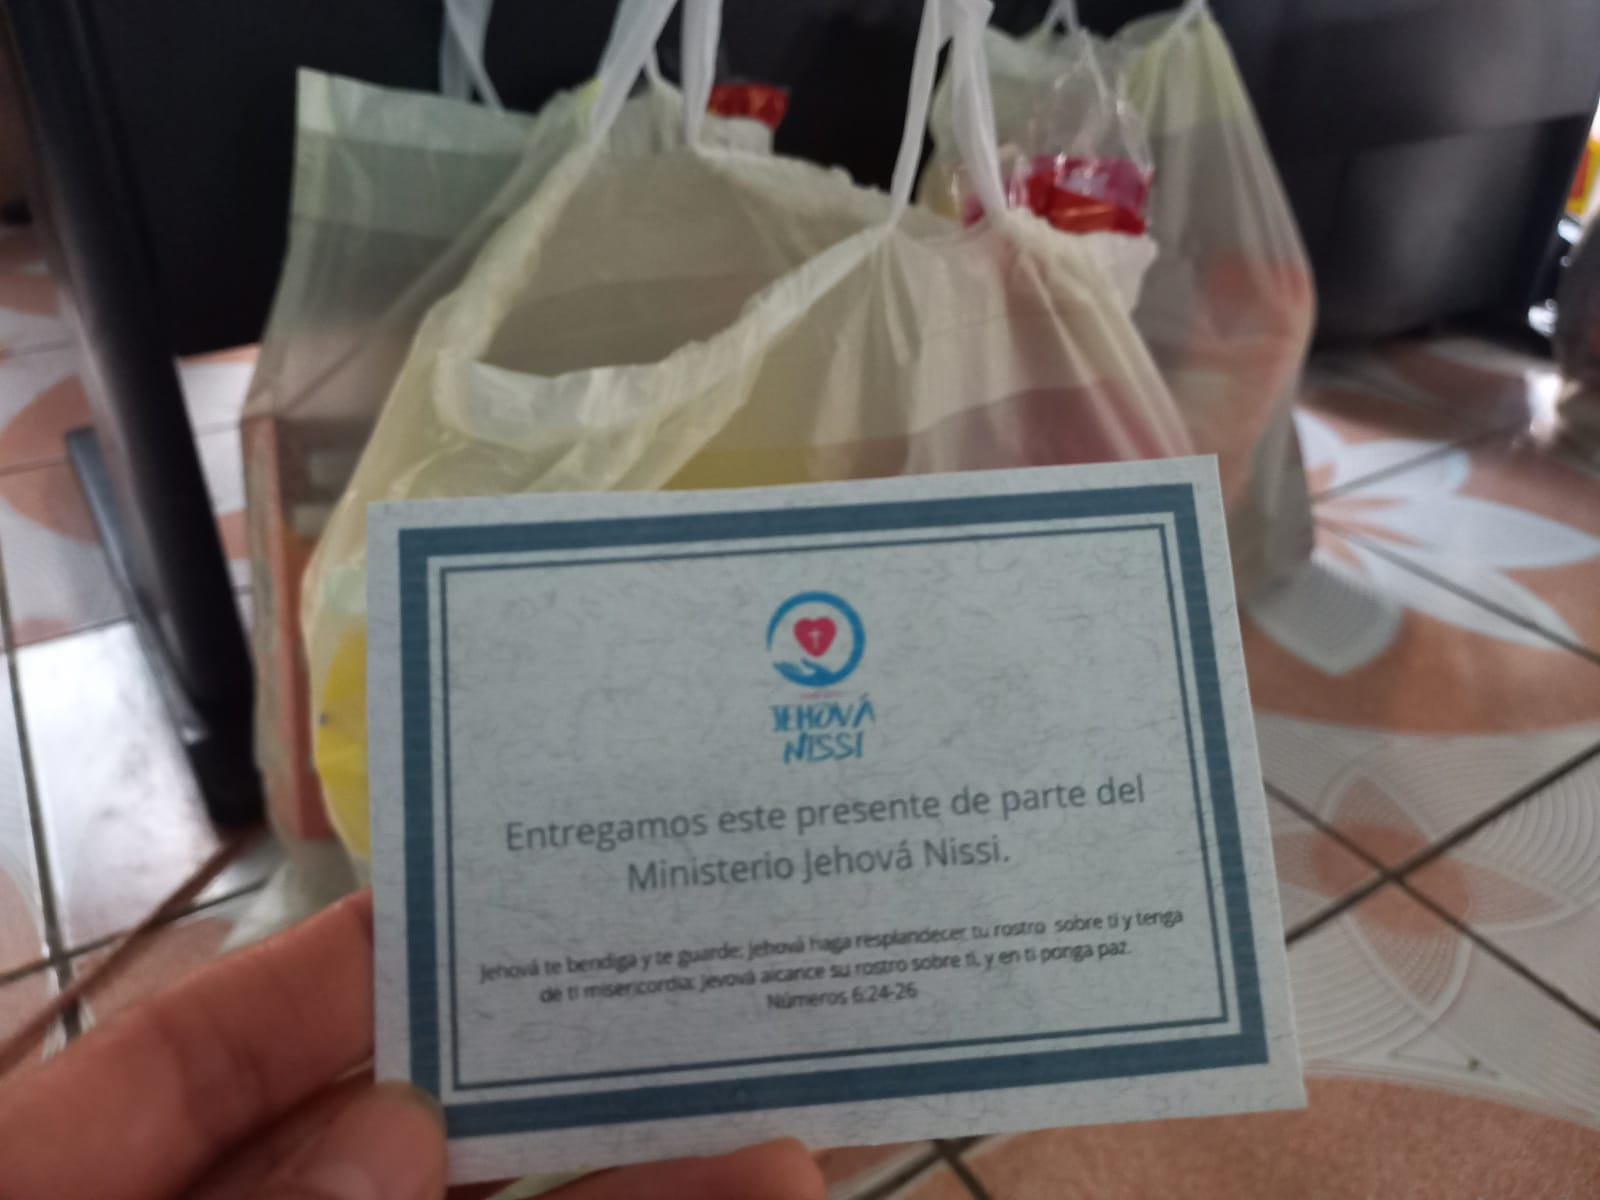 JEHOVÁ
NISSI
Entregamos este presente de parte del
Ministerio Jehová Nissi.
Jehová te bendiga y te guarde; Jehová haga resplandecer tu rostro sobre ti y tenga
de ti misericordia; Jevová alcance su rostro sobre ti, y en ti ponga paz.
Números 6:24-26